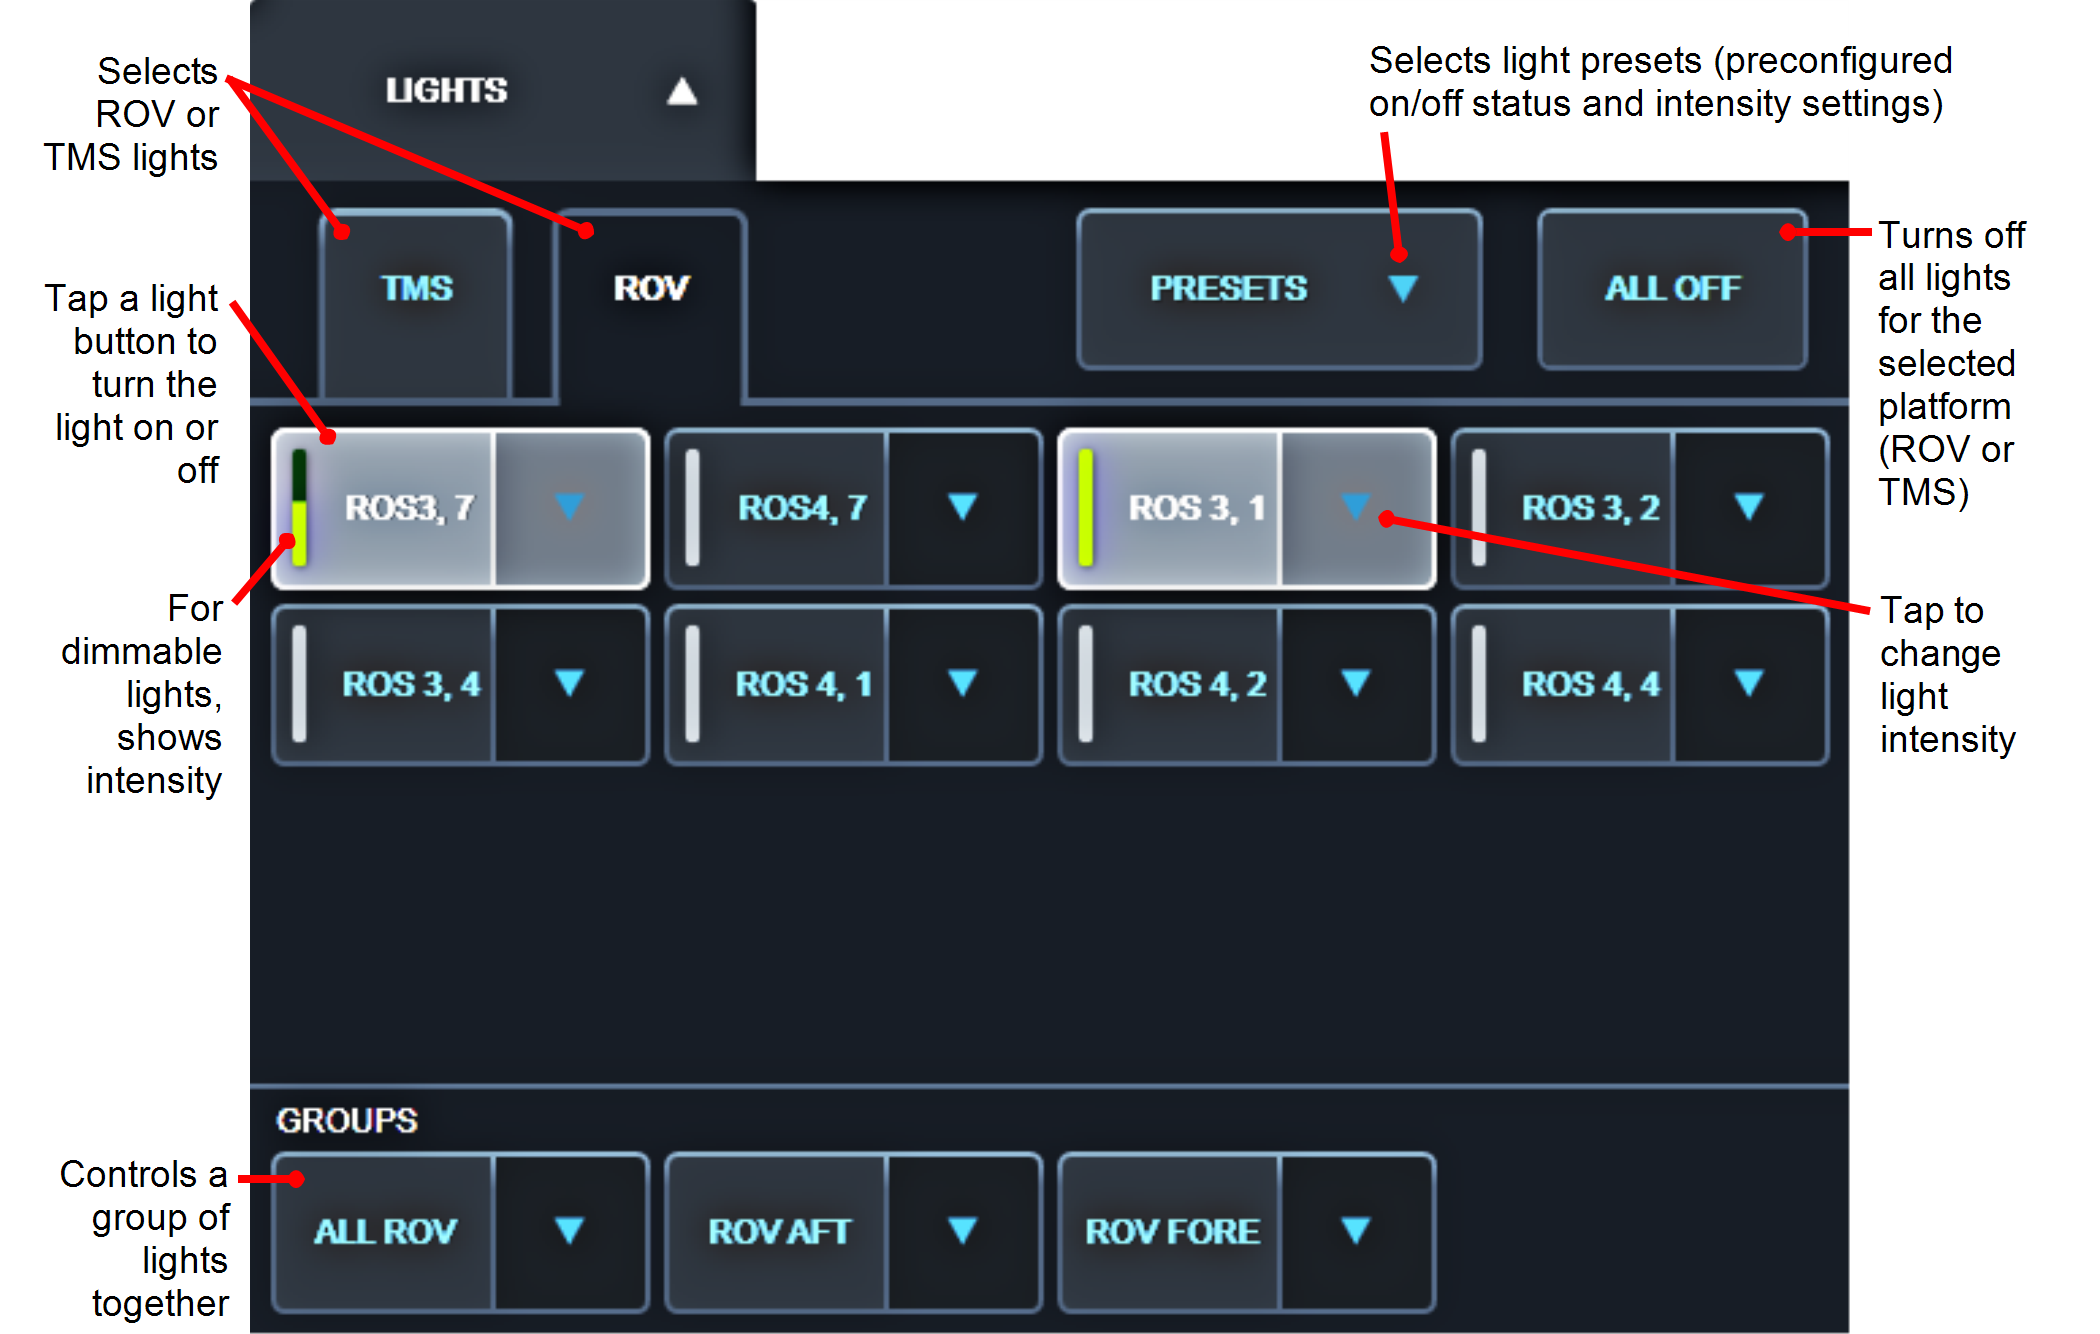 Selects
ROV or
TMS lights
LIGHTS
Selects light presets (preconfigured
on/off status and intensity settings)
TMS
ROV
PRESETS
ALL OFF
Turns off
all lights
for the
selected
platform
(ROV or
TMS)
Tap a light
button to
turn the
light on or
off
ROS3, 7
ROS4, 7
ROS 3, 1
ROS 3, 2
For
dimmable
lights,
shows
intensity
ROS 3, 4
ROS 4, 1
ROS 4, 2
ROS 4, 4
Tap to
change
light
intensity
GROUPS
Controls a
group of
lights
together
ALL ROV
ROV AFT
ROV FORE